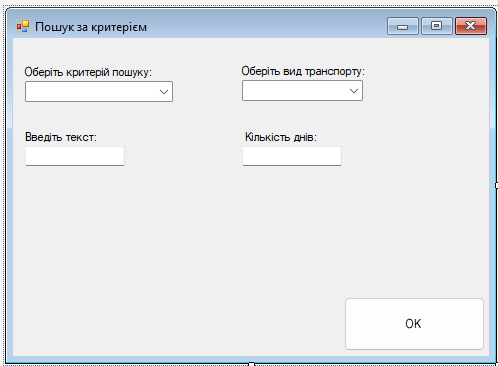 Пошук за критерієм
Оберіть критерій пошуку:
Оберіть вид транспорту:
Введіть текст:
Кількість днів:
OK